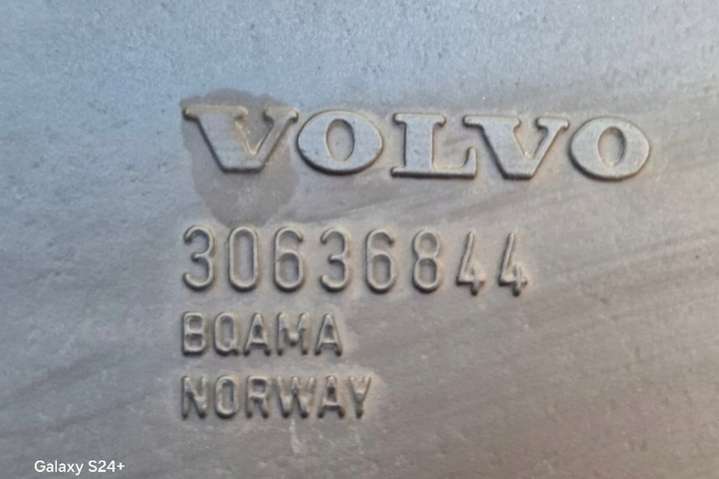 VOLVO
30636844
BQAMA
NORWAY
Galaxy S24+